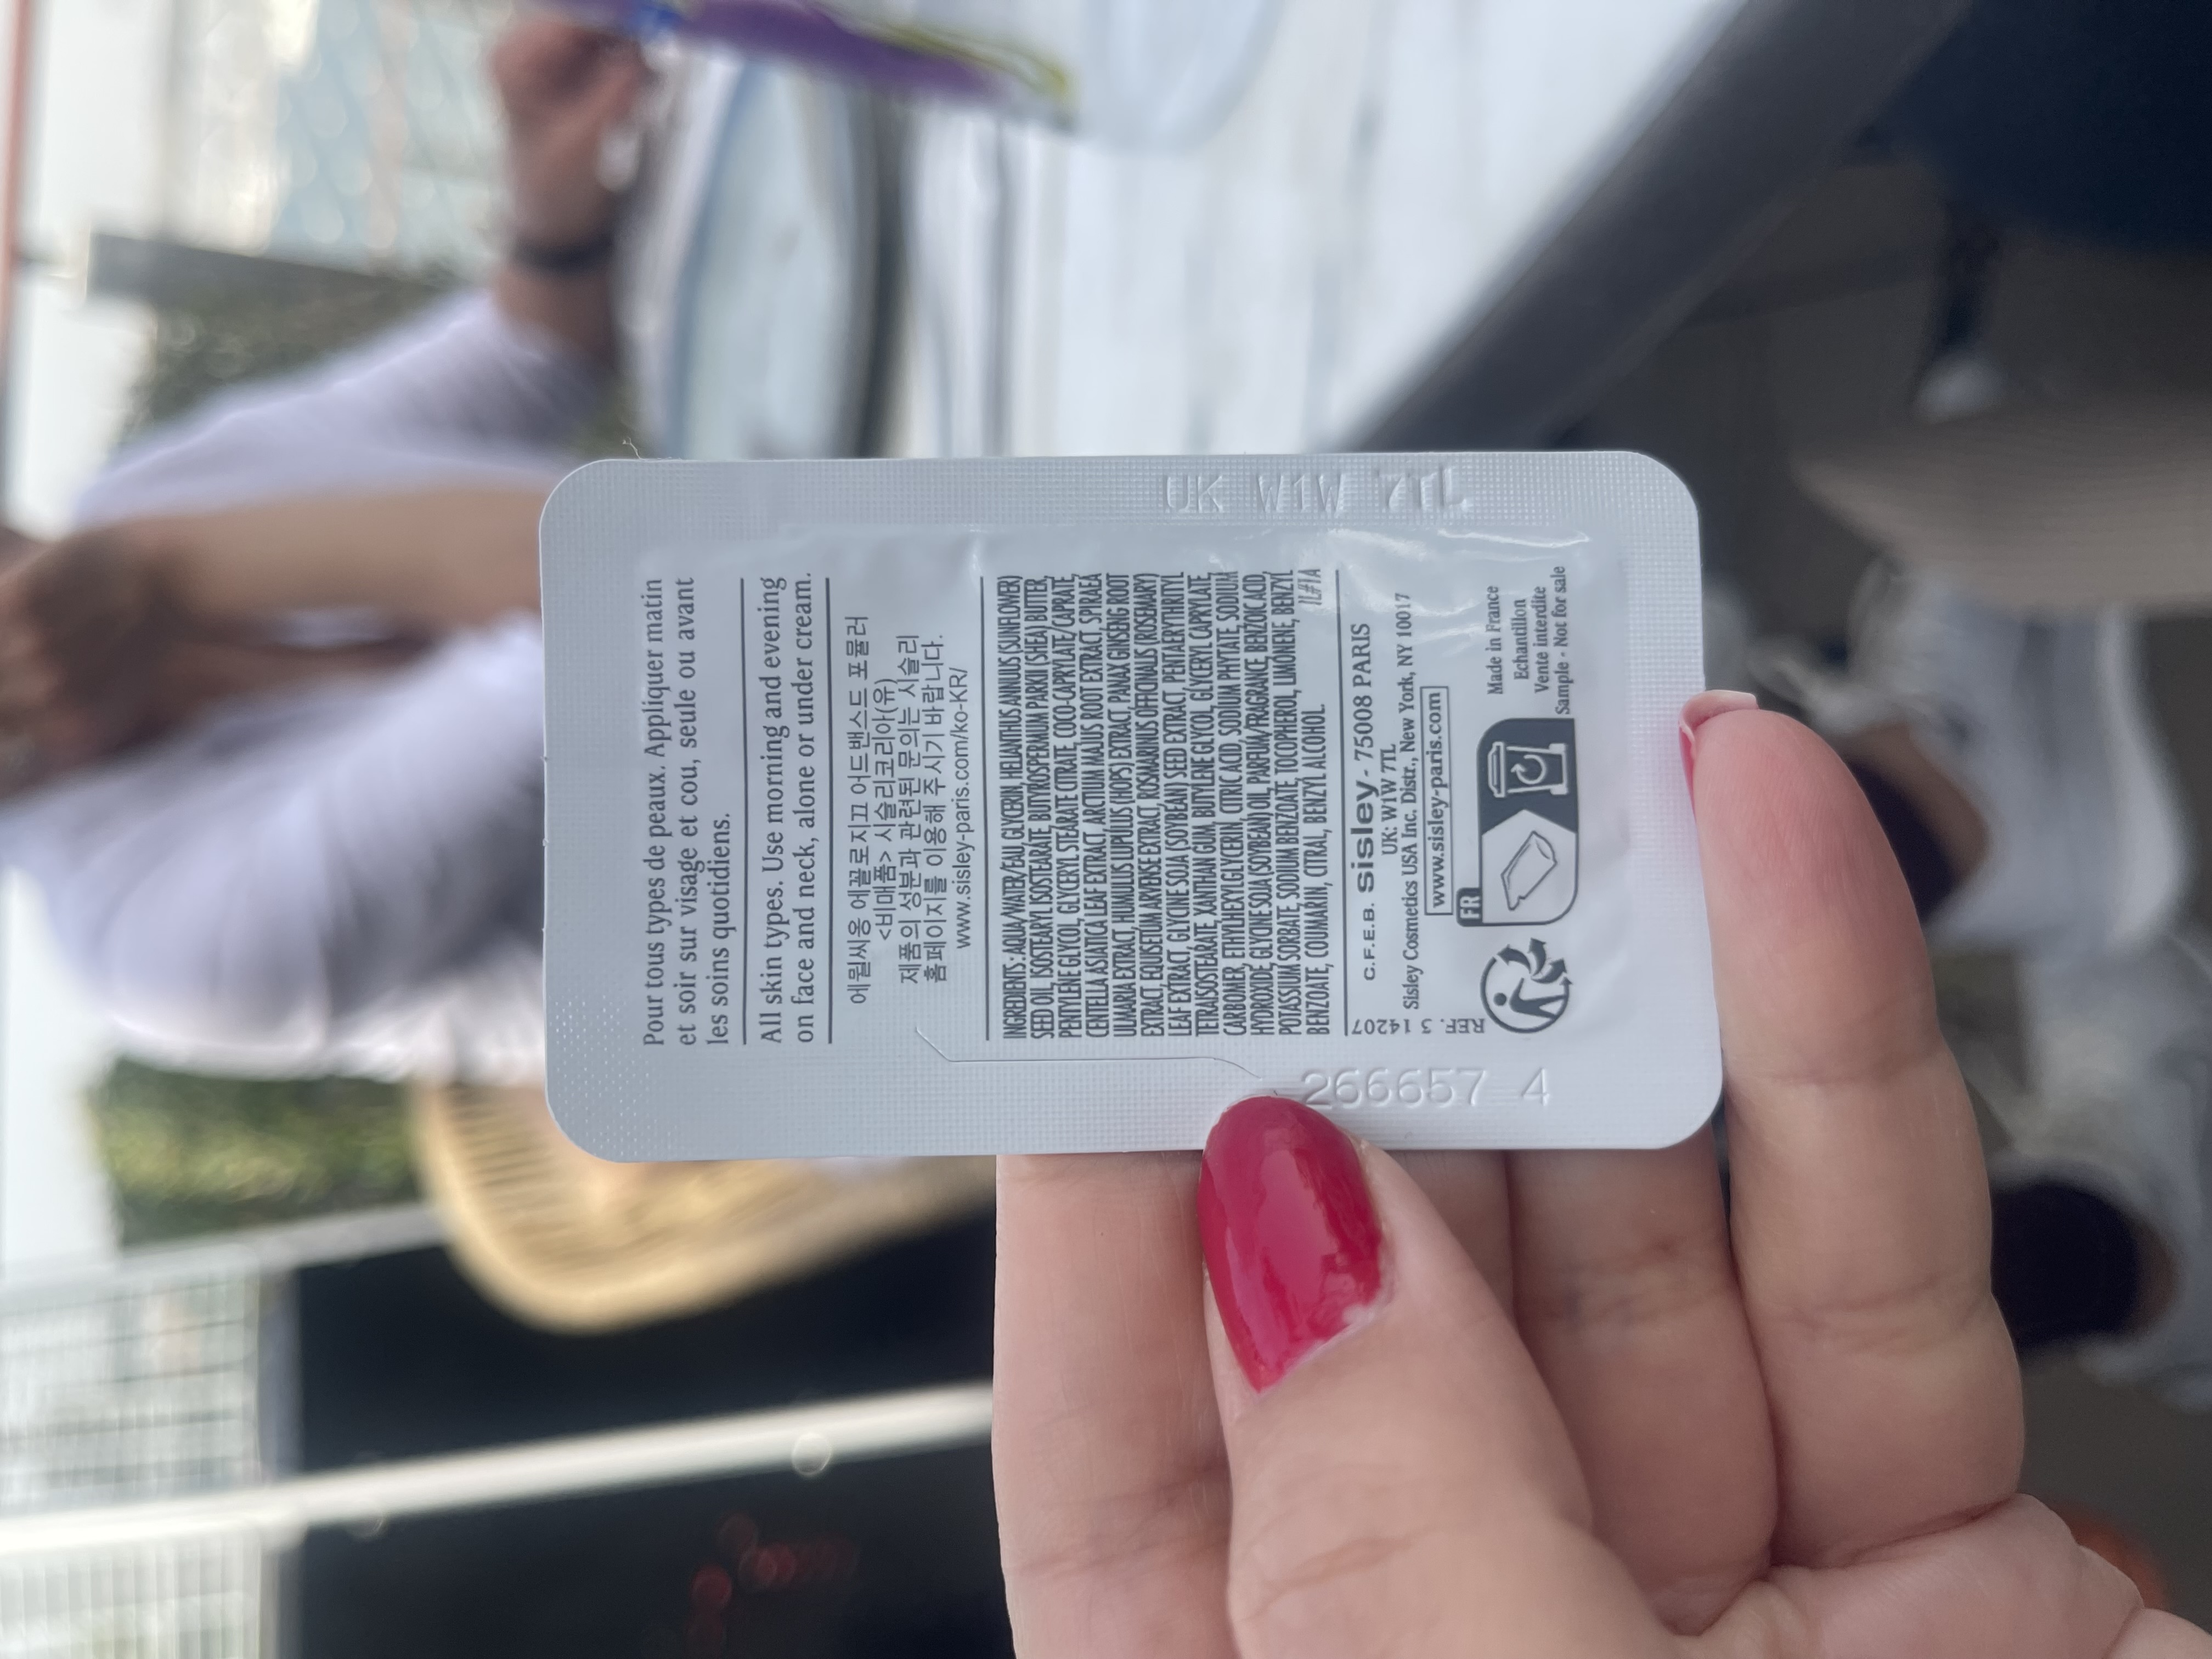 Pour tous types de peaux. Appliquer matin
et soir sur visage et cou, seule ou avant
les soins quotidiens.
All skin types. Use morning and evening
on face and neck, alone or under cream.
에뮐씨옹 에꼴로지끄 어드밴스드 포뮬러
<비매품> 시슬리코리아(유)
제품의 성분과 관련된 문의는 시슬리
홈페이지를 이용해 주시기 바랍니다.
www.sisley-paris.com/ko-KR/
INGREDIENTS: AQUA/WATER/EAU, GLYCERIN, HELIANTHUS ANNUUS (SUNFLOWER)
SEED OIL, ISOSTEARYL ISOSTEARATE, BUTYROSPERMUM PARKII (SHEA) BUTTER,
PENTYLENE GLYCOL, GLYCERYL STEARATE CITRATE, COCO-CAPRYLATE/CAPRATE,
CENTELLA ASIATICA LEAF EXTRACT, ARCTIUM MAJUS ROOT EXTRACT, SPIRAEA
ULMARIA EXTRACT, HUMULUS LUPULUS (HOPS) EXTRACT, PANAX GINSENG ROOT
EXTRACT, EQUISETUM ARVENSE EXTRACT, ROSMARINUS OFFICINALIS (ROSEMARY)
LEAF EXTRACT, GLYCINE SOJA (SOYBEAN) SEED EXTRACT, PENTAERYTHRITYL
TETRAISOSTEARATE, XANTHAN GUM, BUTYLENE GLYCOL, GLYCERYL CAPRYLATE,
CARBOMER, ETHYLHEXYLGLYCERIN, CITRIC ACID, SODIUM PHYTATE, SODIUM
HYDROXIDE, GLYCINE SOJA (SOYBEAN) OIL, PARFUM/FRAGRANCE, BENZOIC ACID,
POTASSIUM SORBATE, SODIUM BENZOATE, TOCOPHEROL, LIMONENE, BENZYL
BENZOATE, COUMARIN, CITRAL, BENZYL ALCOHOL. IL#1A
C.F.E.B. sisley - 75008 PARIS
UK: W1W 7TL
Sisley Cosmetics USA Inc. Distr., New York, NY 10017
www.sisley-paris.com
REF. 3 14207
FR
Made in France
Echantillon
Vente interdite
Sample - Not for sale
266657 4
UK W1W 7TL